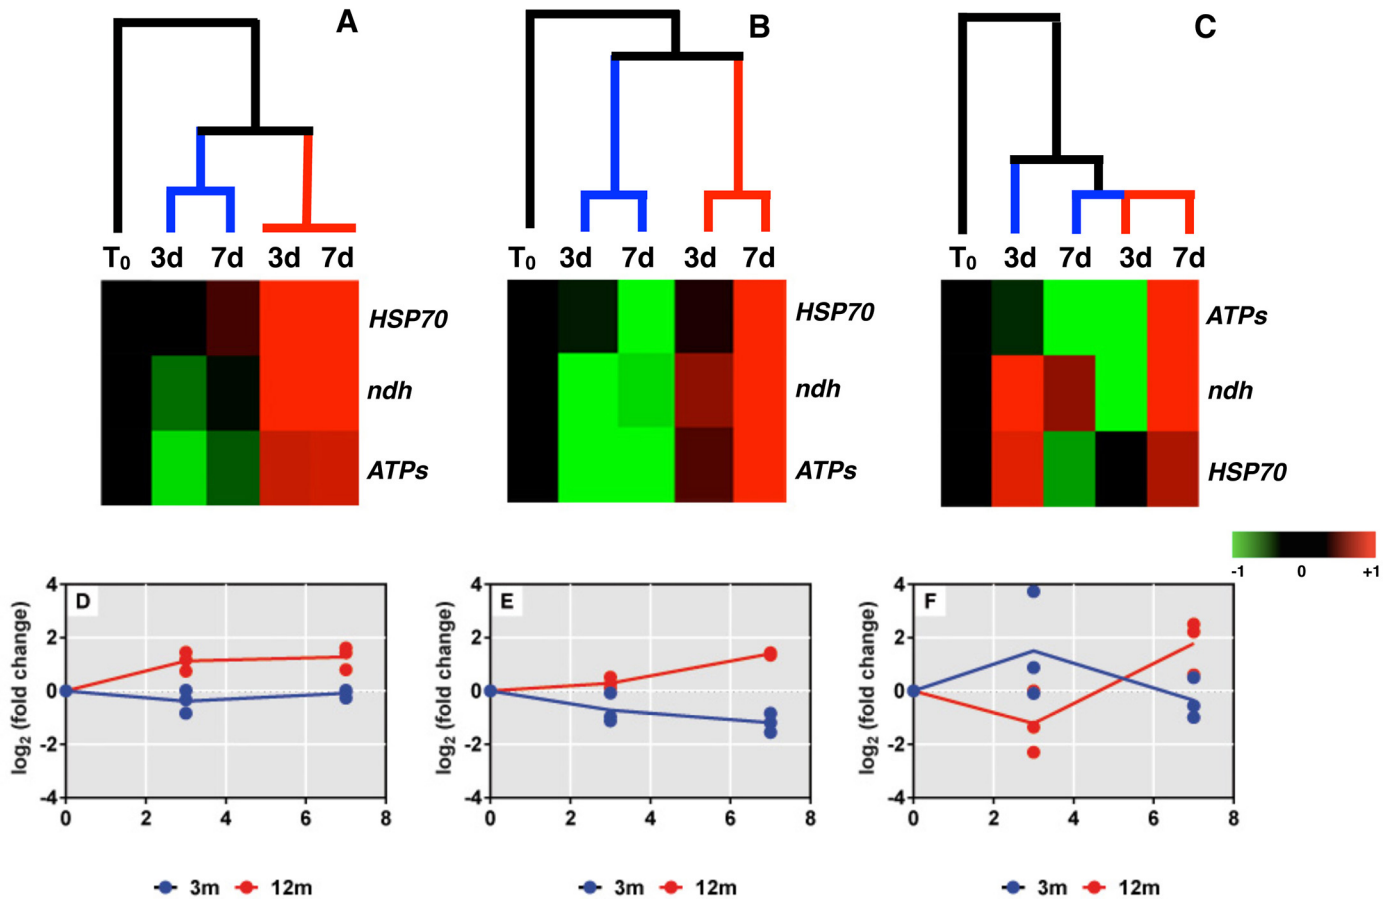 A
B
C
T0 3d 7d 3d 7d
T0 3d 7d 3d 7d
T0 3d 7d 3d 7d
HSP70
ndh
ATPs
HSP70
ndh
ATPs
ATPs
ndh
HSP70
-1 0 +1
D
log2 (fold change)
4
2
0
-2
-4
0 2 4 6 8
E
log2 (fold change)
4
2
0
-2
-4
0 2 4 6 8
F
log2 (fold change)
4
2
0
-2
-4
0 2 4 6 8
3m 12m
3m 12m
3m 12m